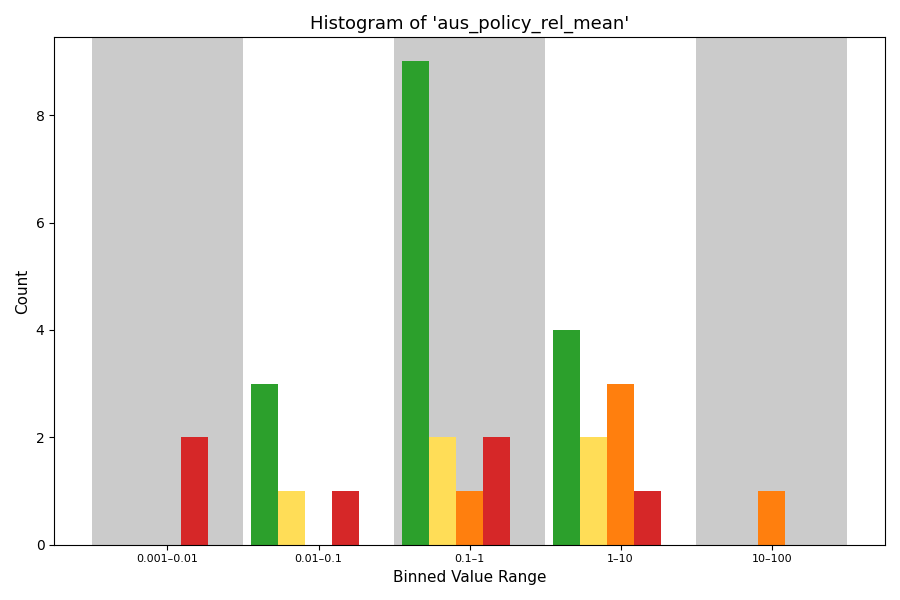 Histogram of 'aus_policy_rel_mean'
Count
8
6
4
2
0
0.001–0.01 0.01–0.1 0.1–1 1–10 10–100
Binned Value Range